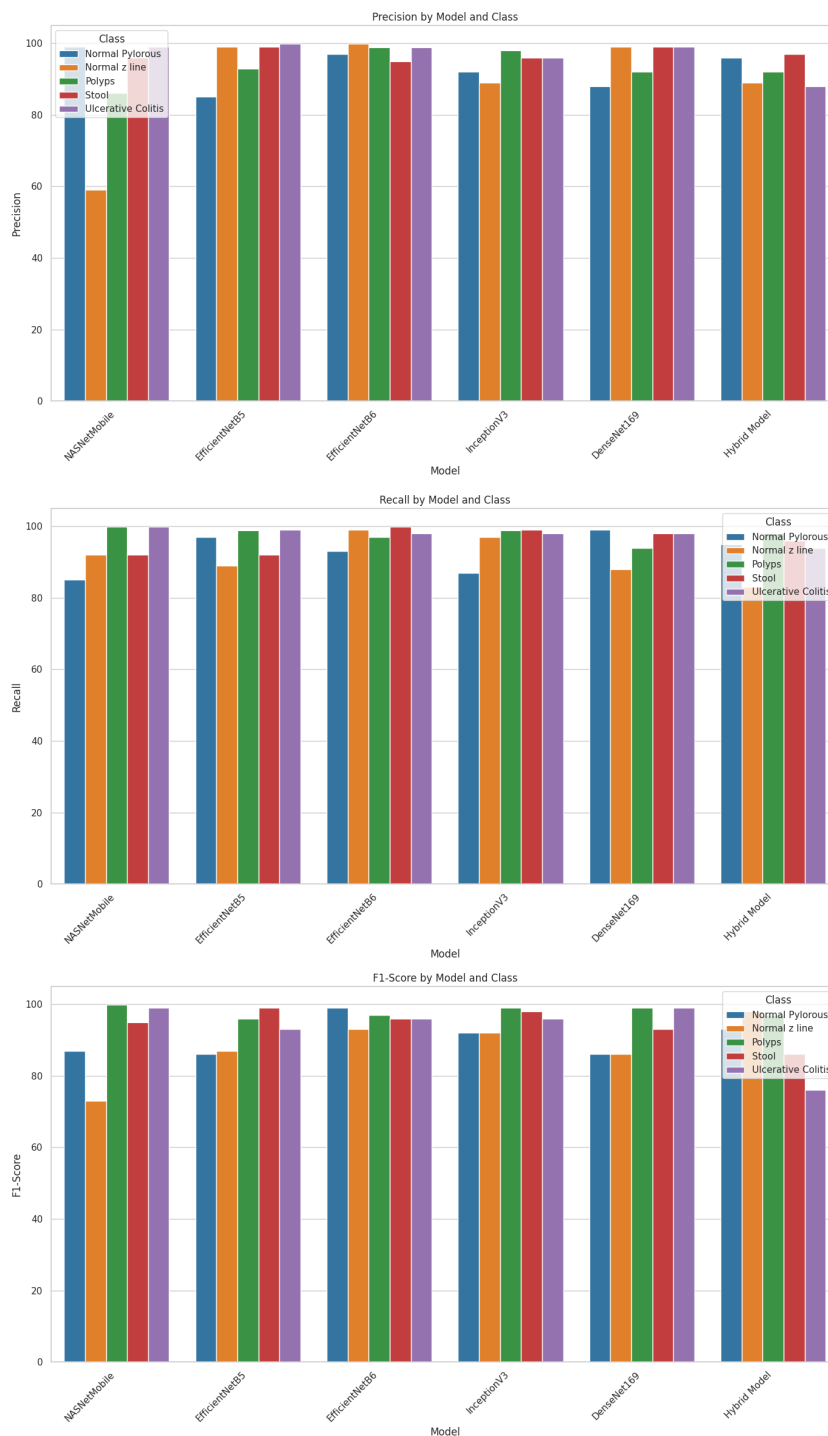 Precision by Model and Class
Class
Normal Pylorous
Normal z line
Polyps
Stool
Ulcerative Colitis
100
80
60
40
20
0
Precision
NASNetMobile
EfficientNetB5
EfficientNetB6
InceptionV3
DenseNet169
Hybrid Model
Model
Recall by Model and Class
Class
Normal Pylorous
Normal z line
Polyps
Stool
Ulcerative Colitis
100
80
60
40
20
0
Recall
NASNetMobile
EfficientNetB5
EfficientNetB6
InceptionV3
DenseNet169
Hybrid Model
Model
F1-Score by Model and Class
Class
Normal Pylorous
Normal z line
Polyps
Stool
Ulcerative Colitis
100
80
60
40
20
0
F1-Score
NASNetMobile
EfficientNetB5
EfficientNetB6
InceptionV3
DenseNet169
Hybrid Model
Model